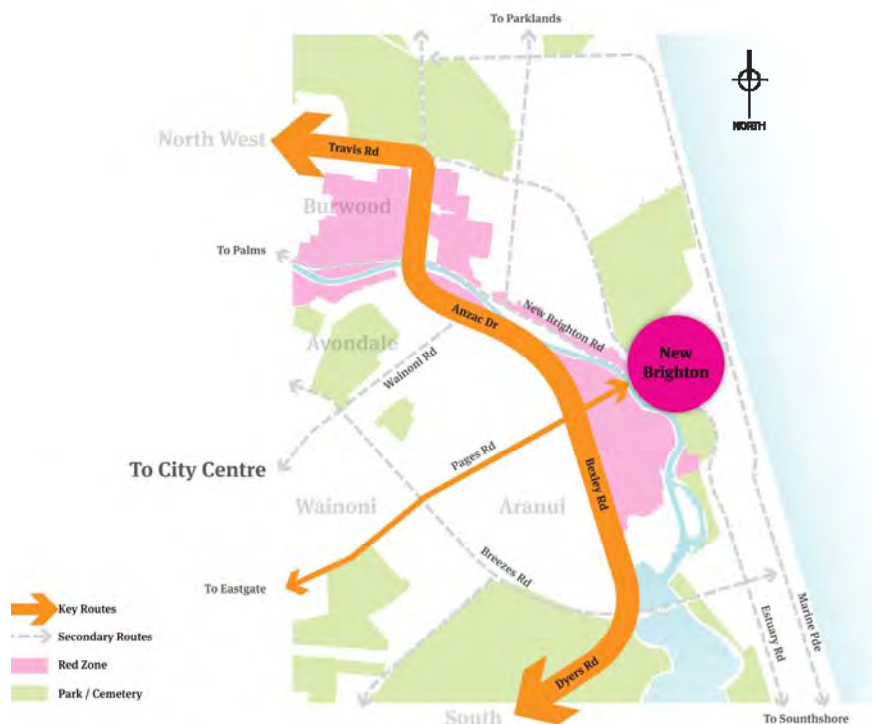 To Parklands
NORTH
North West
Travis Rd
Burwood
To Palms
New Brighton Rd
Anzac Dr
New
Brighton
Avondale
Wainoni Rd
To City Centre
Pages Rd
Bexley Rd
Wainoni
Aranui
Breezes Rd
To Eastgate
Marine Pde
Estuary Rd
Key Routes
Secondary Routes
Red Zone
Park / Cemetery
Dyers Rd
South
To Sounthshore